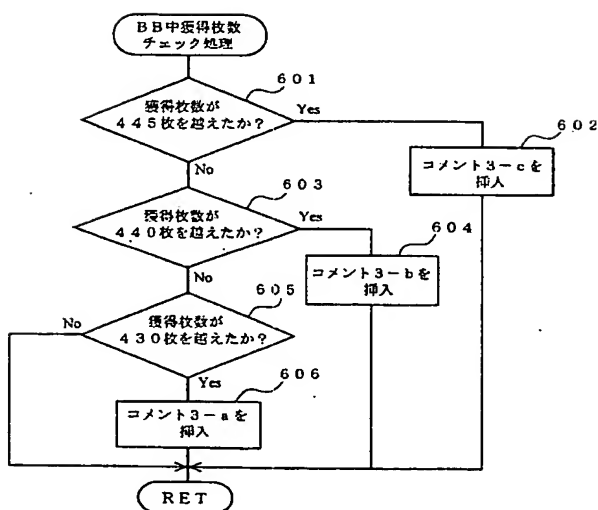 BB中獲得枚数
チェック処理
601
獲得枚数が
445枚を越えたか?
Yes
602
コメント3-cを
挿入
No
603
獲得枚数が
440枚を越えたか?
Yes
604
コメント3-bを
挿入
No
605
獲得枚数が
430枚を越えたか?
No
Yes
606
コメント3-aを
挿入
RET